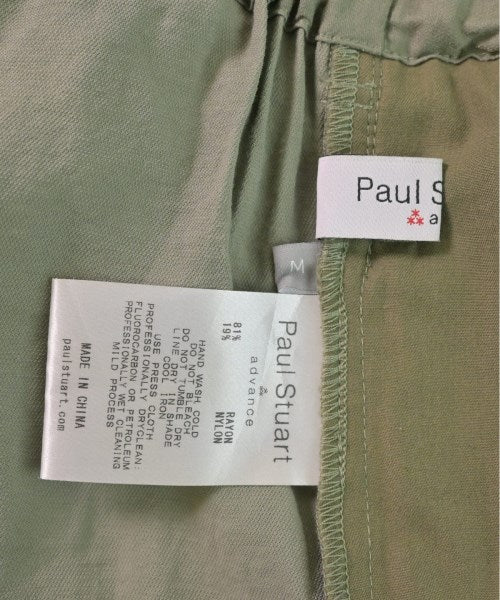 Paul S
a
M
Paul Stuart
advance
81% RAYON
19% NYLON
HAND WASH COLD
DO NOT BLEACH
DO NOT TUMBLE DRY
LINE DRY IN SHADE
COOL IRON
USE PRESS CLOTH
PROFESSIONALLY DRYCLEAN:
FLUOROCARBON OR PETROLEUM
PROFESSIONALLY WET CLEANING
MILD PROCESS
MADE IN CHINA
paulstuart.com